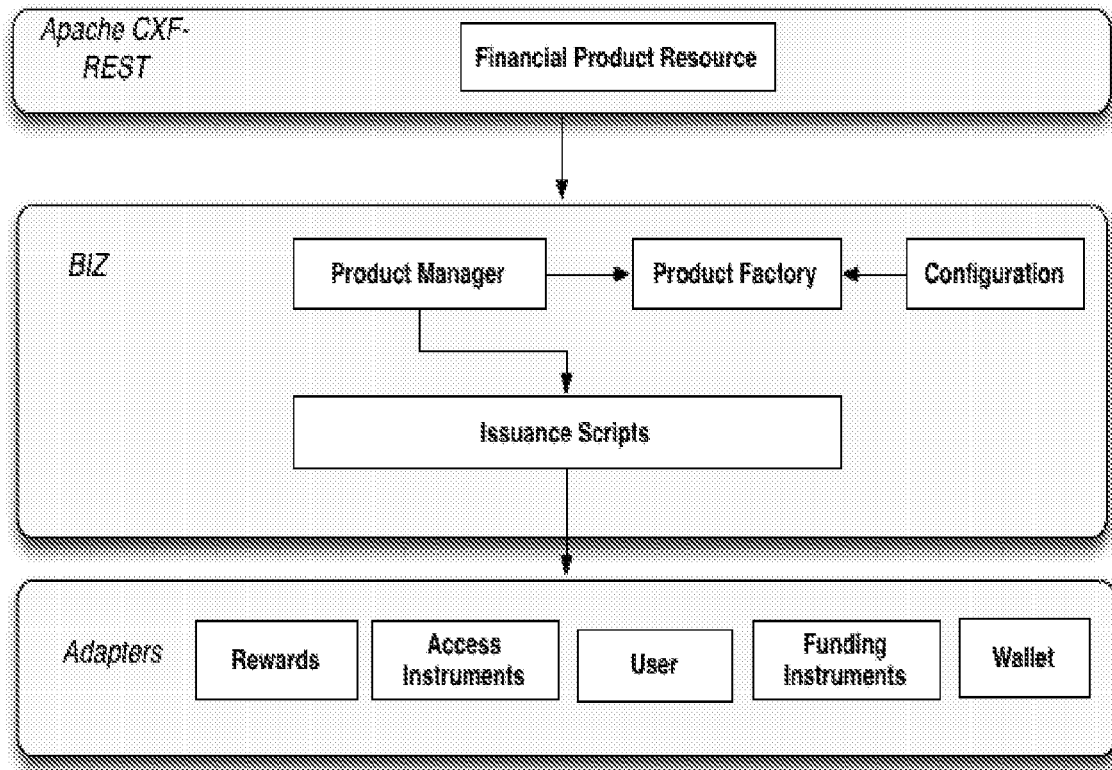 Apache CXF-
REST
Financial Product Resource
BIZ
Product Manager
Product Factory
Configuration
Issuance Scripts
Adapters
Rewards
Access
Instruments
User
Funding
Instruments
Wallet